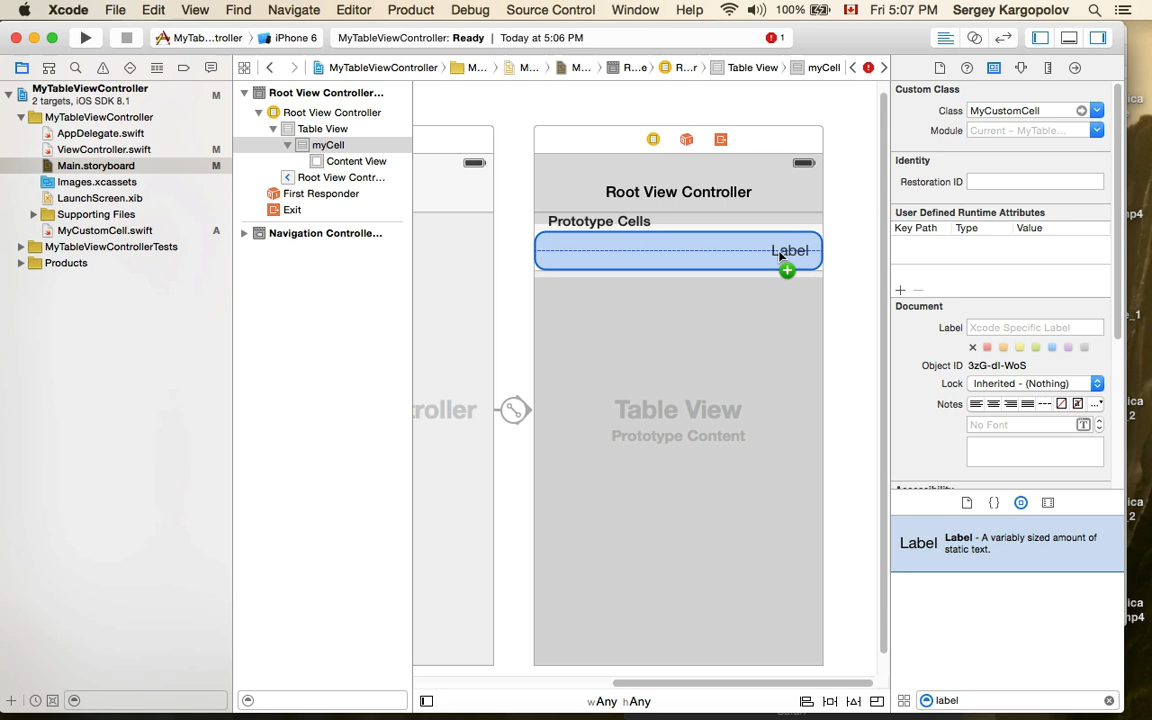 Xcode File Edit View Find Navigate Editor Product Debug Source Control Window Help 100% Fri 5:07 PM Sergey Kargopolov
MyTab...troller iPhone 6 MyTableViewController: Ready | Today at 5:06 PM 1
MyTableViewController M... M... M... R...e R...r Table View myCell
MyTableViewController M
2 targets, iOS SDK 8.1
MyTableViewController
AppDelegate.swift
ViewController.swift M
Main.storyboard M
Images.xcassets
LaunchScreen.xib
Supporting Files
MyCustomCell.swift A
MyTableViewControllerTests
Products
Root View Controller...
Root View Controller
Table View
myCell
Content View
Root View Contr...
First Responder
Exit
Navigation Controlle...
Root View Controller
Prototype Cells
Label
troller
Table View
Prototype Content
wAny hAny
Custom Class
Class MyCustomCell
Module Current – MyTable...
Identity
Restoration ID
User Defined Runtime Attributes
Key Path Type Value
Document
Label Xcode Specific Label
Object ID 3zG-dI-WoS
Lock Inherited - (Nothing)
Notes
No Font T
Label Label - A variably sized amount of
static text.
label